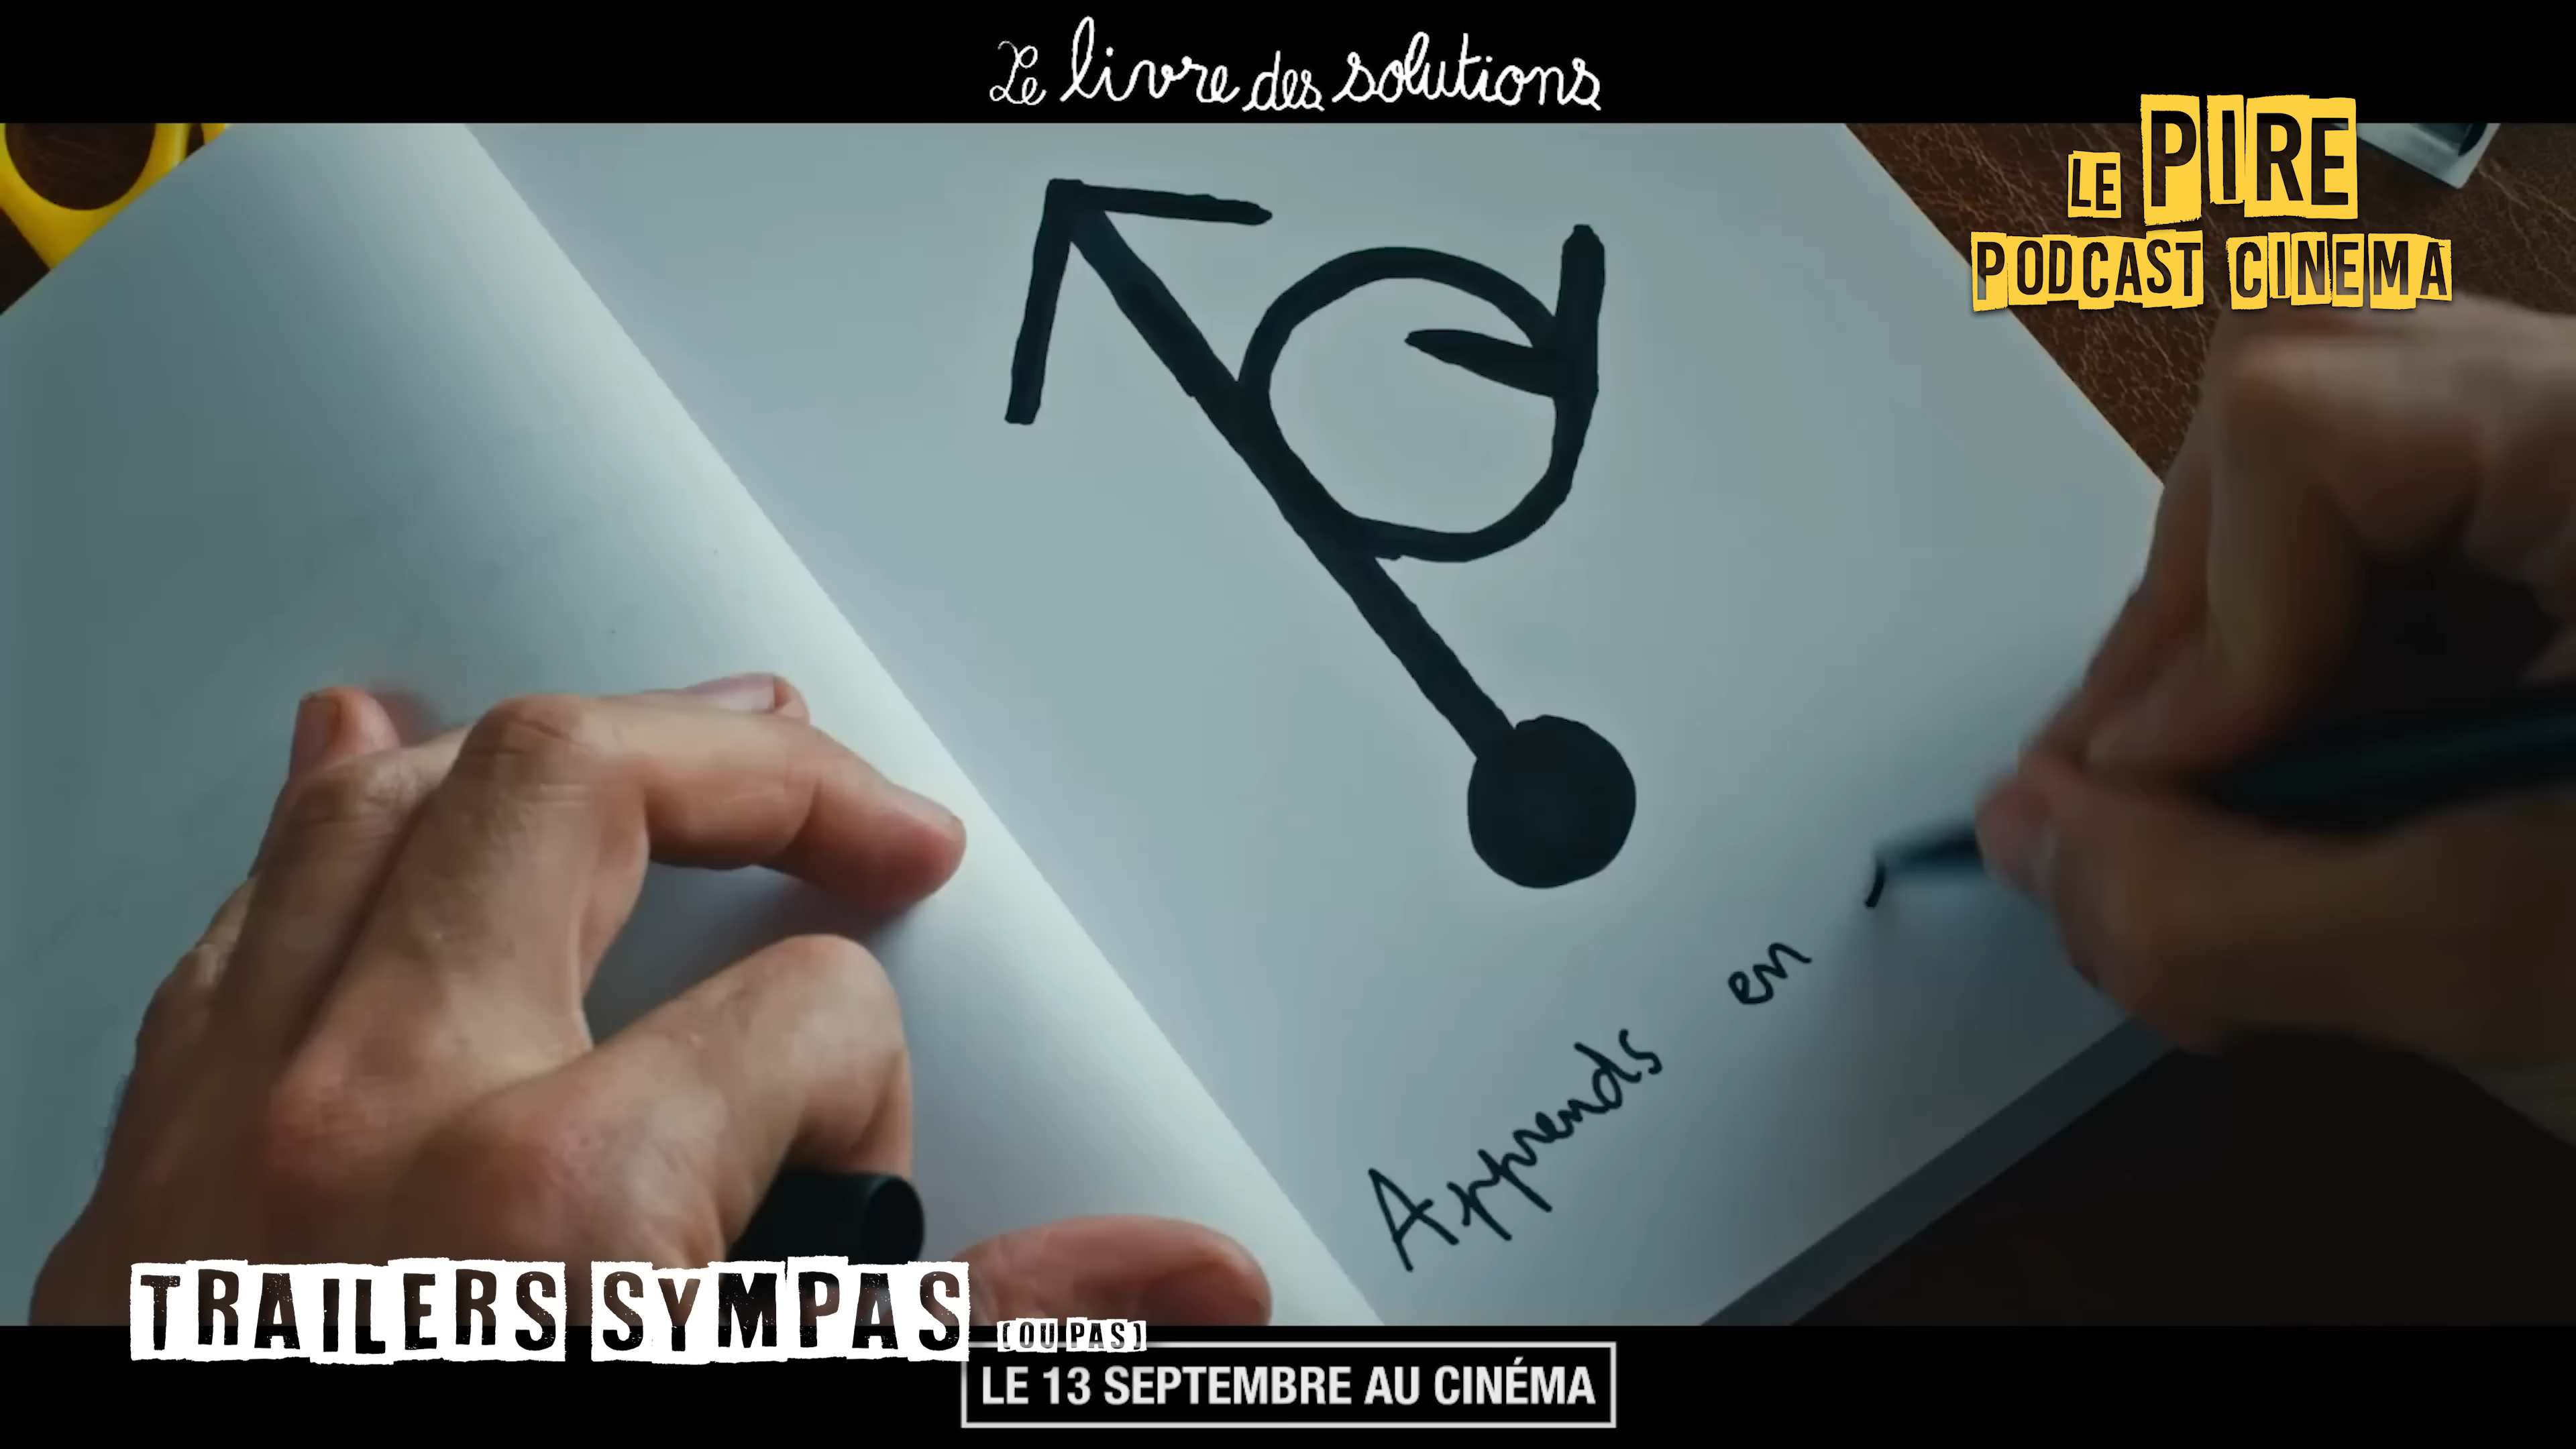 Le livre des solutions
LE PIRE
PODCAST CINEMA
Apprends en
TRAILERS SYMPAS (OU PAS)
LE 13 SEPTEMBRE AU CINÉMA